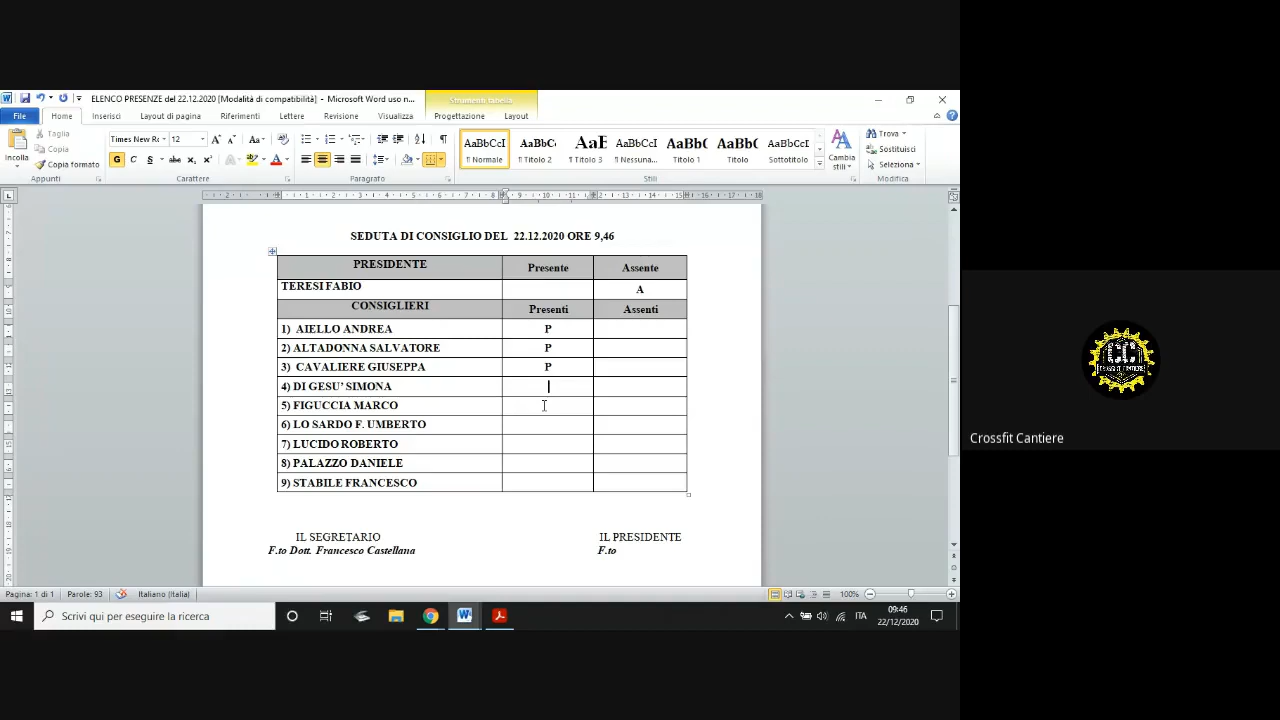 ELENCO PRESENZE del 22.12.2020 [Modalità di compatibilità] - Microsoft Word uso n...
Strumenti tabella
File Home Inserisci Layout di pagina Riferimenti Lettere Revisione Visualizza Progettazione Layout
Incolla
Taglia
Copia
Copia formato
Appunti
Times New Ro 12
Carattere
Paragrafo
AaBbCcI AaBbC AaB AaBbCcI AaBbC AaBbC AaBbCcI
¶ Normale ¶ Titolo 2 ¶ Titolo 3 ¶ Nessuna... Titolo 1 Titolo Sottotitolo
Cambia stili
Stili
Trova
Sostituisci
Seleziona
Modifica
SEDUTA DI CONSIGLIO DEL 22.12.2020 ORE 9,46
PRESIDENTE Presente Assente
TERESI FABIO A
CONSIGLIERI Presenti Assenti
1) AIELLO ANDREA P
2) ALTADONNA SALVATORE P
3) CAVALIERE GIUSEPPA P
4) DI GESU’ SIMONA
5) FIGUCCIA MARCO
6) LO SARDO F. UMBERTO
7) LUCIDO ROBERTO
8) PALAZZO DANIELE
9) STABILE FRANCESCO
IL SEGRETARIO IL PRESIDENTE
F.to Dott. Francesco Castellana F.to
Crossfit Cantiere
Pagina: 1 di 1 Parole: 93 Italiano (Italia) 100%
Scrivi qui per eseguire la ricerca
ITA
09:46
22/12/2020